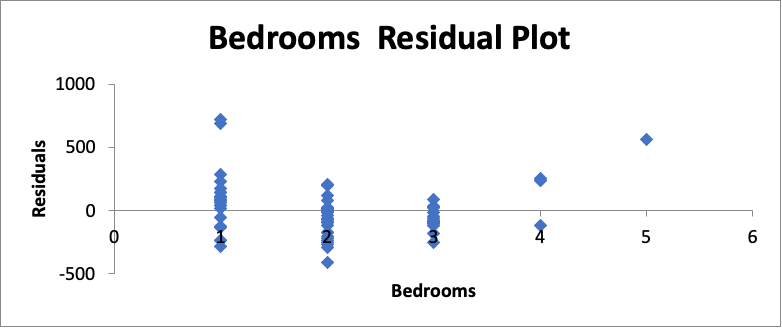 Bedrooms  Residual Plot
1000
500
0
-500
Residuals
0 1 2 3 4 5 6
Bedrooms